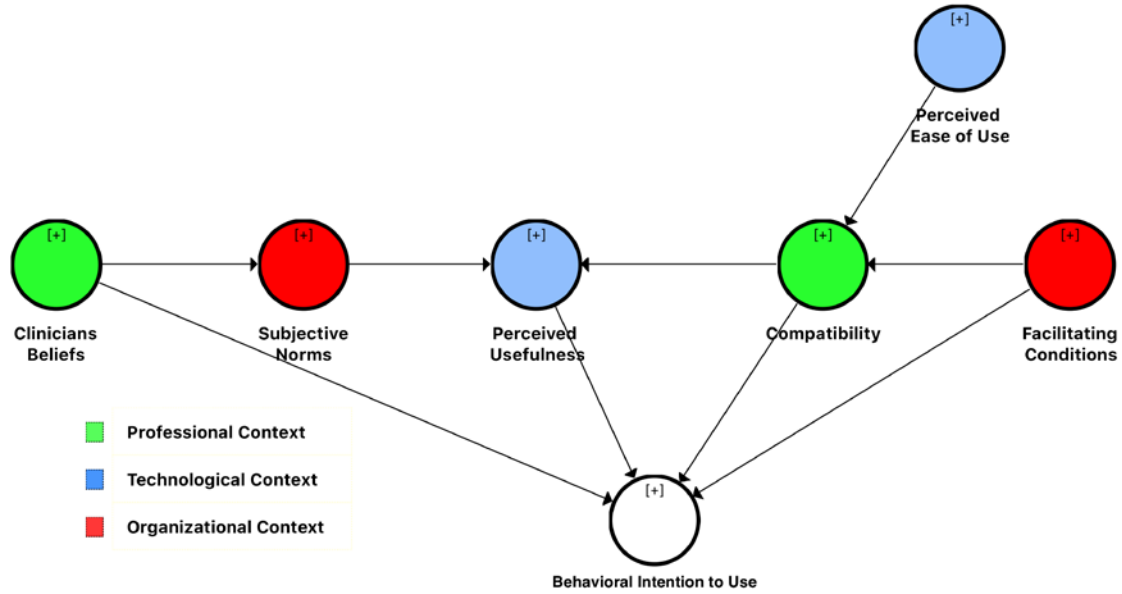 [+]
Perceived
Ease of Use
[+]
[+]
[+]
[+]
[+]
Clinicians
Beliefs
Subjective
Norms
Perceived
Usefulness
Compatibility
Facilitating
Conditions
Professional Context
Technological Context
Organizational Context
[+]
Behavioral Intention to Use